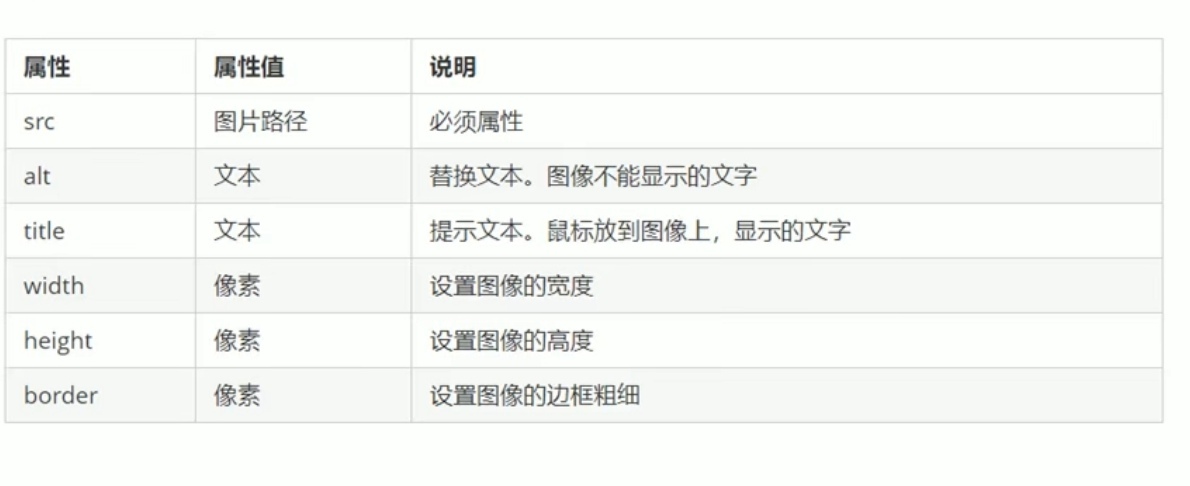 属性 属性值 说明
src 图片路径 必须属性
alt 文本 替换文本。图像不能显示的文字
title 文本 提示文本。鼠标放到图像上，显示的文字
width 像素 设置图像的宽度
height 像素 设置图像的高度
border 像素 设置图像的边框粗细